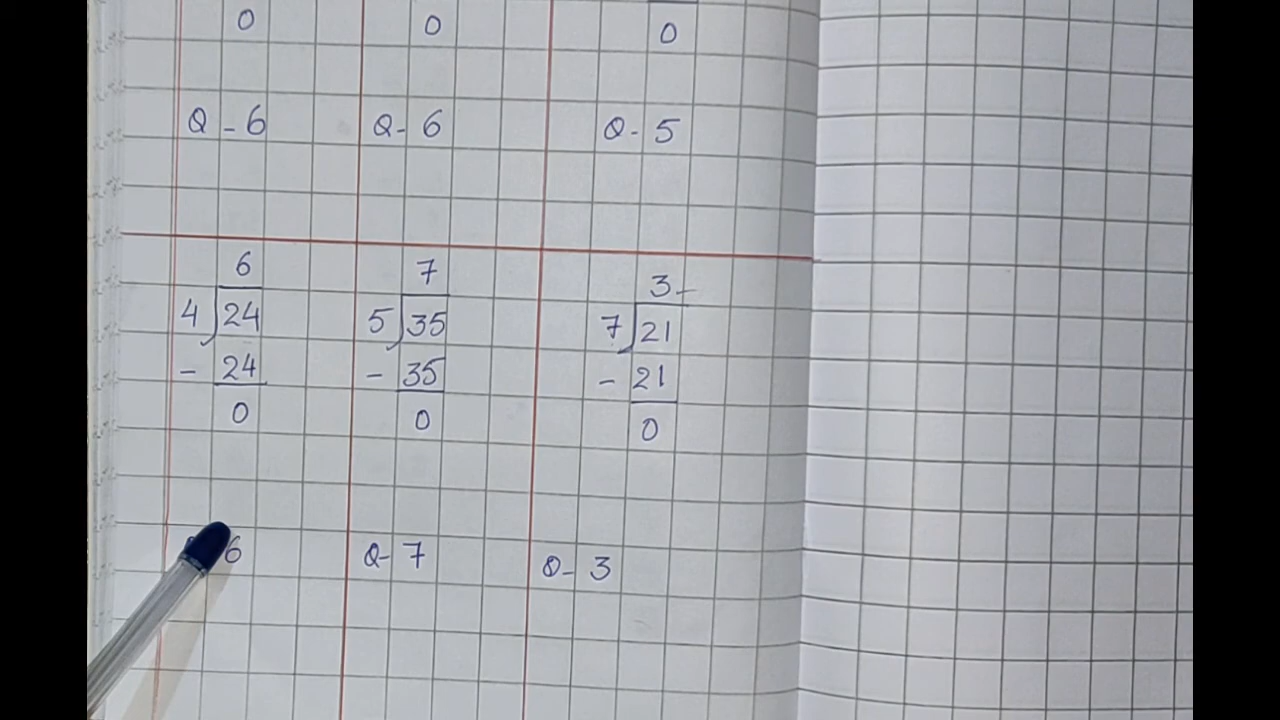 0 0 0
Q - 6 Q - 6 Q - 5
6 7 3
4)24 5)35 7)21
- 24 - 35 - 21
0 0 0
6 Q - 7 Q - 3